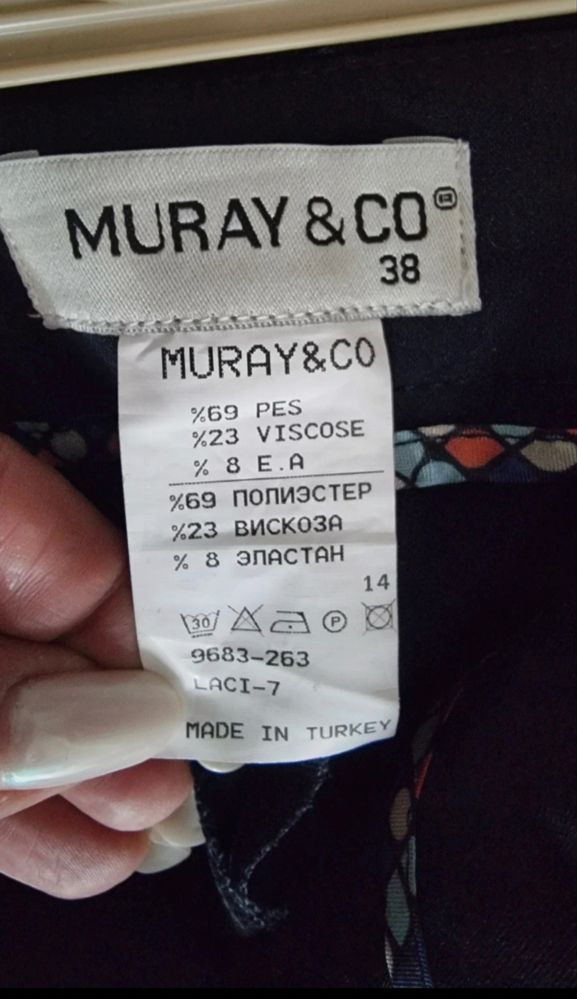 MURAY & CO®
38
MURAY&CO
%69 PES
%23 VISCOSE
% 8 E.A
%69 ПОЛИЭСТЕР
%23 ВИСКОЗА
% 8 ЭЛАСТАН
14
30 P
9683-263
LACI-7
MADE IN TURKEY